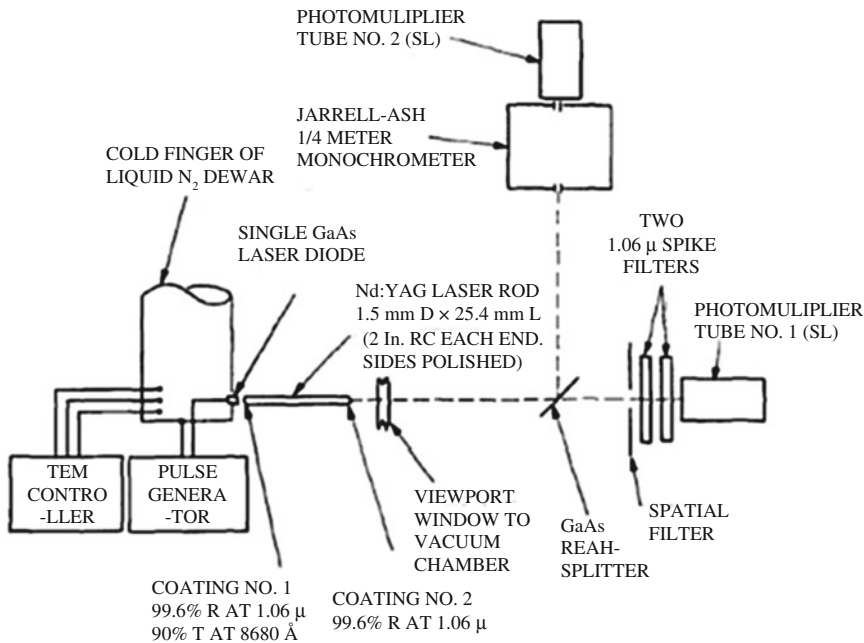 PHOTOMULIPLIER
TUBE NO. 2 (SL)
JARRELL-ASH
1/4 METER
MONOCHROMETER
COLD FINGER OF
LIQUID N₂ DEWAR
SINGLE GaAs
LASER DIODE
Nd:YAG LASER ROD
1.5 mm D × 25.4 mm L
(2 In. RC EACH END.
SIDES POLISHED)
TWO
1.06 μ SPIKE
FILTERS
PHOTOMULIPLIER
TUBE NO. 1 (SL)
TEM
CONTRO
-LLER
PULSE
GENERA
-TOR
VIEWPORT
WINDOW TO
VACUUM
CHAMBER
GaAs
REAH-
SPLITTER
SPATIAL
FILTER
COATING NO. 1
99.6% R AT 1.06 μ
90% T AT 8680 Å
COATING NO. 2
99.6% R AT 1.06 μ